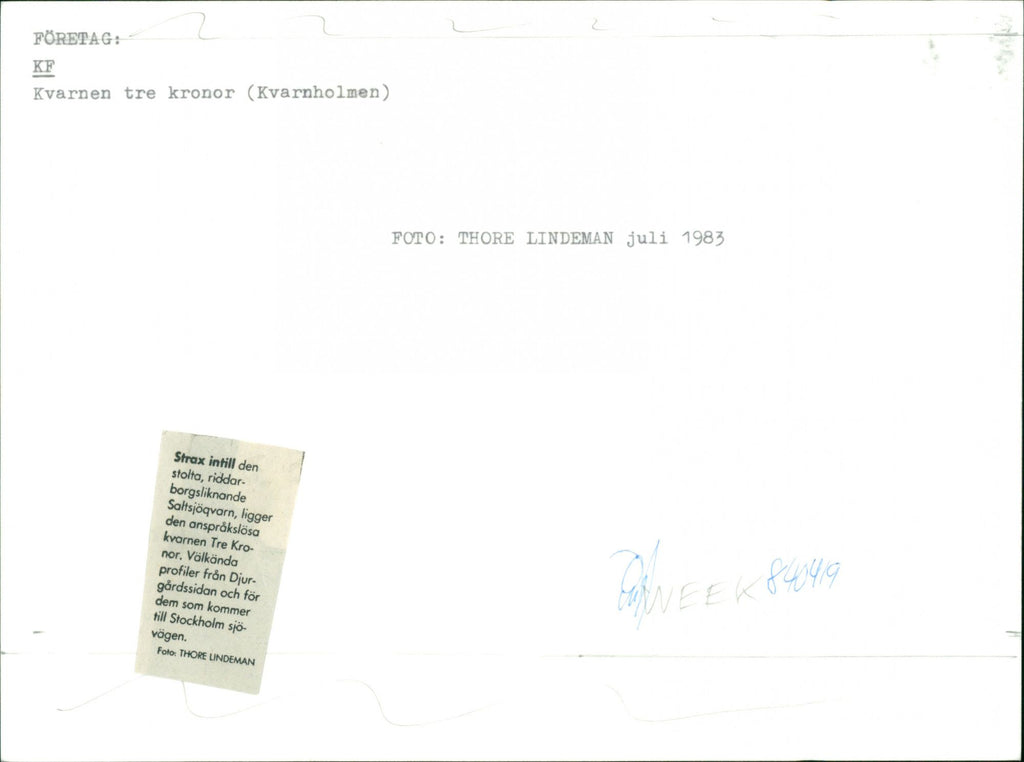 FÖRETAG:
KF
Kvarnen tre kronor (Kvarnholmen)
FOTO: THORE LINDEMAN juli 1983
Strax intill den
stolta, riddar-
borgsliknande
Saltsjöqvarn, ligger
den anspråkslösa
kvarnen Tre Kro-
nor. Välkända
profiler från Djur-
gårdssidan och för
dem som kommer
till Stockholm sjö-
vägen.
Foto: THORE LINDEMAN
WEEK 840419